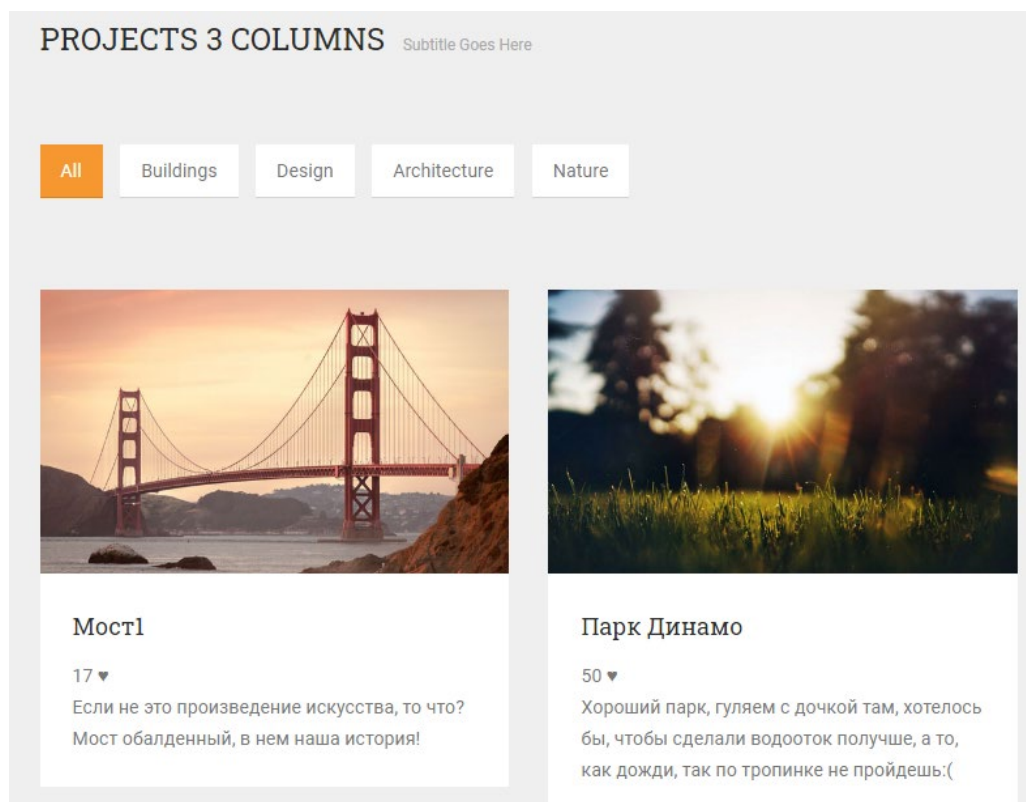 PROJECTS 3 COLUMNS Subtitle Goes Here
All Buildings Design Architecture Nature
Мост1
17 ♥
Если не это произведение искусства, то что?
Мост обалденный, в нем наша история!
Парк Динамо
50 ♥
Хороший парк, гуляем с дочкой там, хотелось
бы, чтобы сделали водооток получше, а то,
как дожди, так по тропинке не пройдешь:(